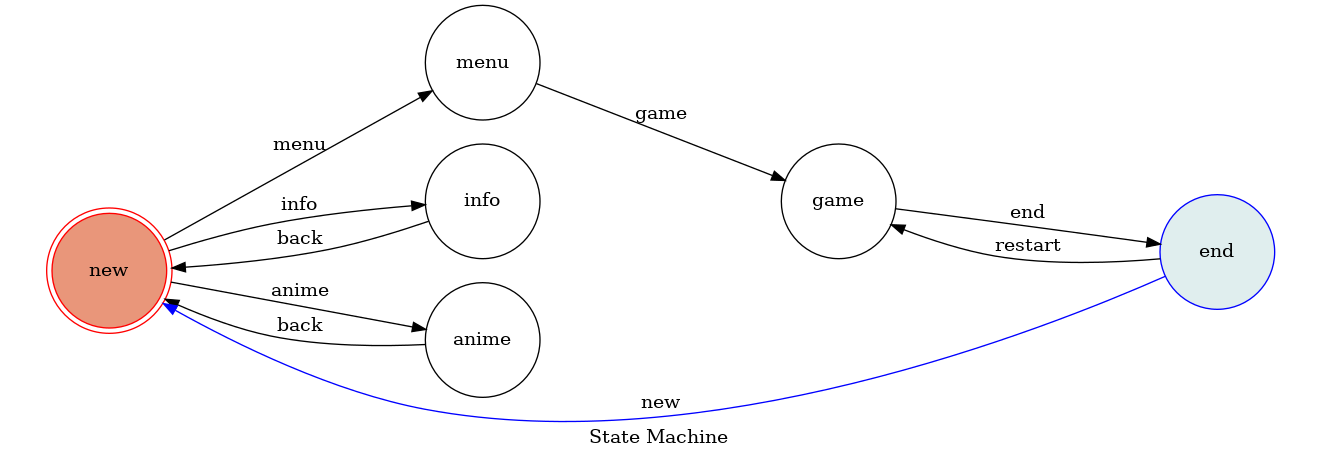 menu
game
menu
info
info
game
end
back
restart
new
end
anime
back
anime
new
State Machine